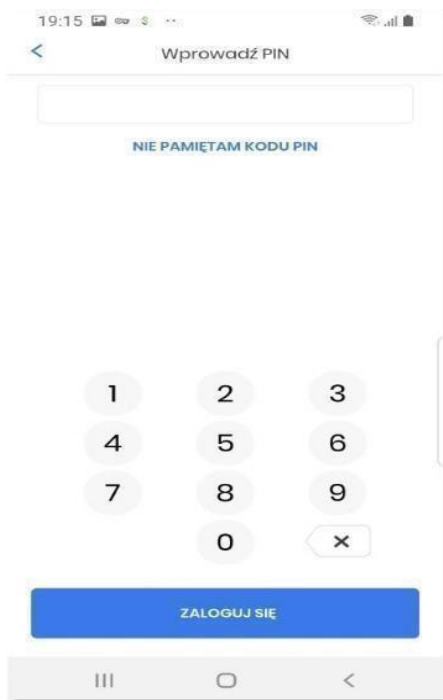 19:15
Wprowadź PIN
NIE PAMIĘTAM KODU PIN
1 2 3
4 5 6
7 8 9
0
ZALOGUJ SIĘ